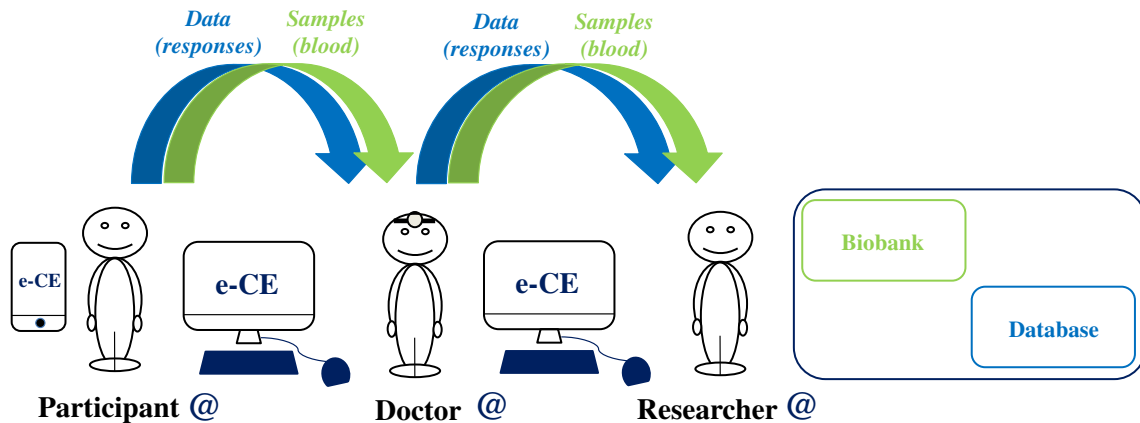 Data
(responses)
Samples
(blood)
Data
(responses)
Samples
(blood)
e-CE
e-CE
e-CE
Biobank
Database
Participant @
Doctor @
Researcher @